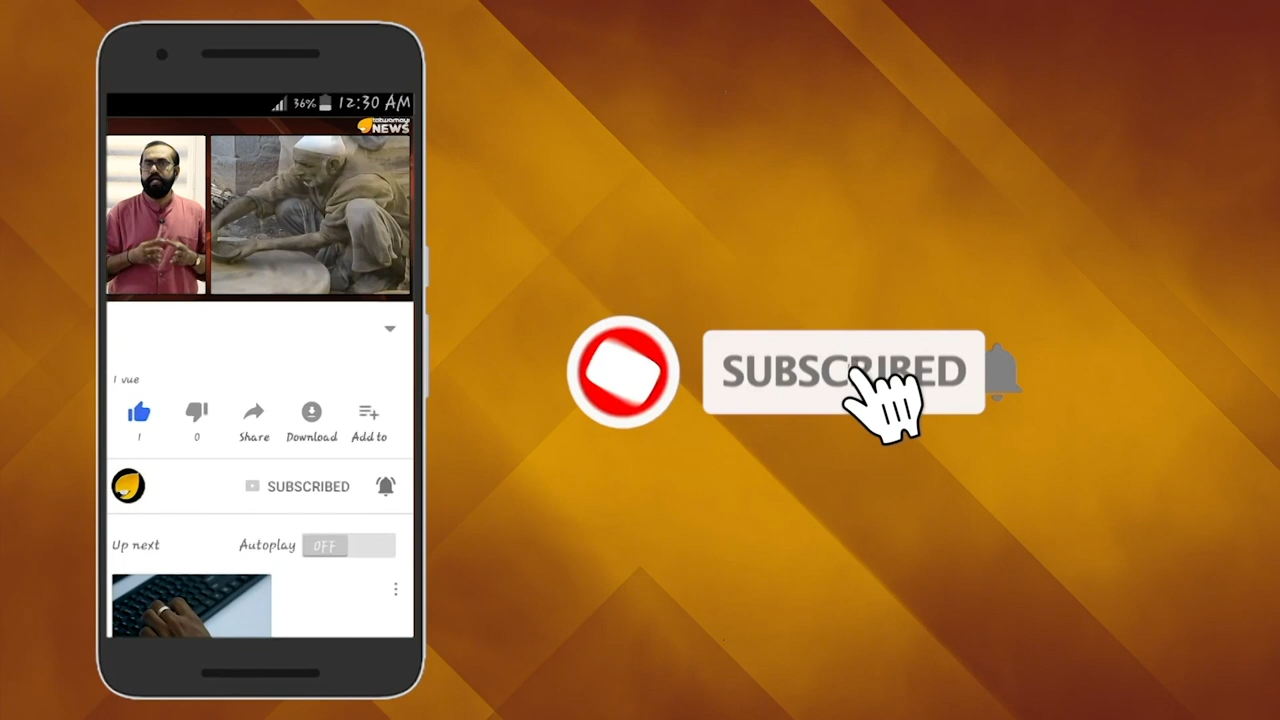 36% 12:30 AM
tatwamayi
NEWS
1 vue
1 0 Share Download Add to
SUBSCRIBED
Up next Autoplay OFF
SUBSCRIBED